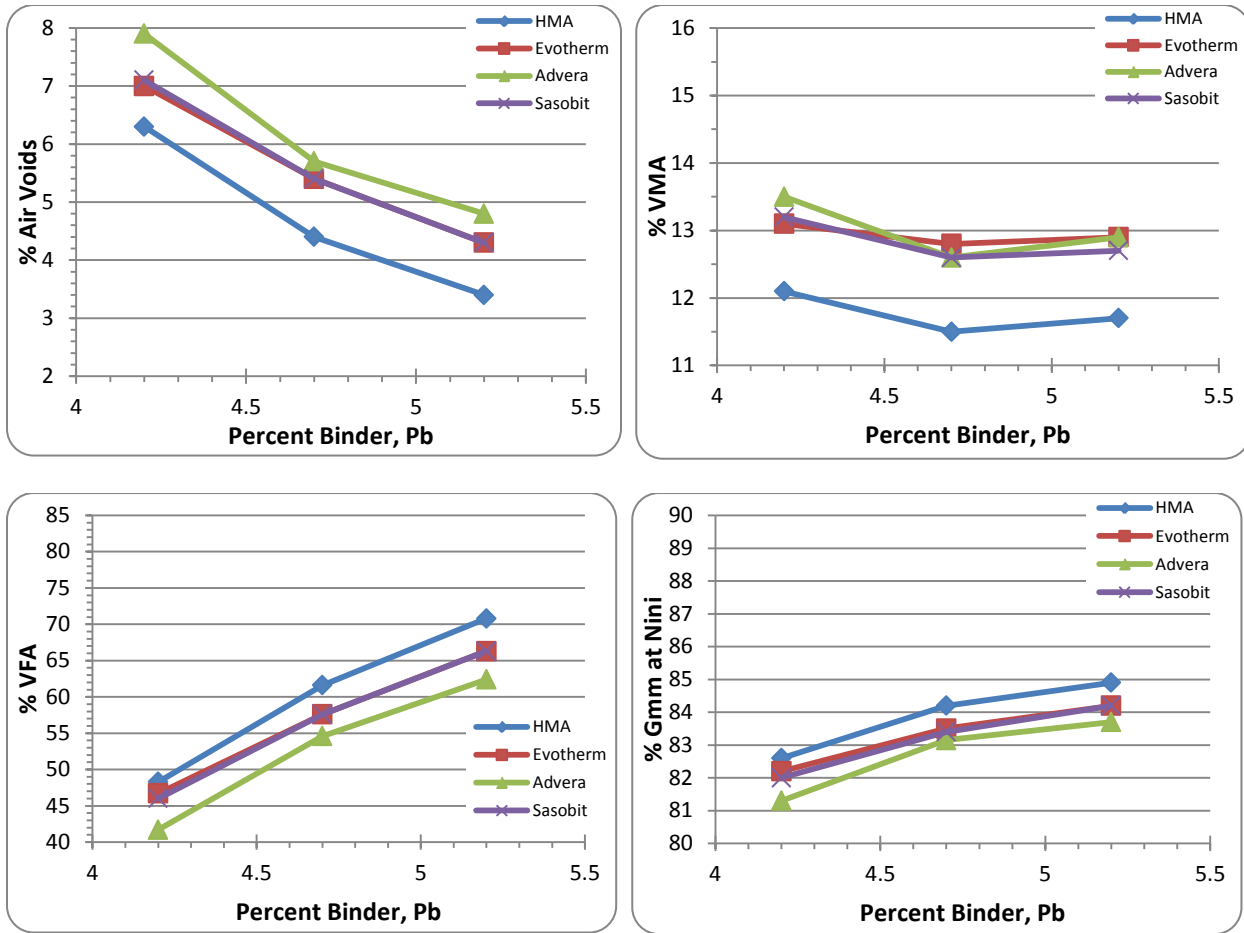 % Air Voids
8
7
6
5
4
3
2
4
4.5
5
5.5
Percent Binder, Pb
HMA
Evotherm
Advera
Sasobit
% VMA
16
15
14
13
12
11
4
4.5
5
5.5
Percent Binder, Pb
HMA
Evotherm
Advera
Sasobit
% VFA
85
80
75
70
65
60
55
50
45
40
4
4.5
5
5.5
Percent Binder, Pb
HMA
Evotherm
Advera
Sasobit
% Gmm at Nini
90
89
88
87
86
85
84
83
82
81
80
4
4.5
5
5.5
Percent Binder, Pb
HMA
Evotherm
Advera
Sasobit